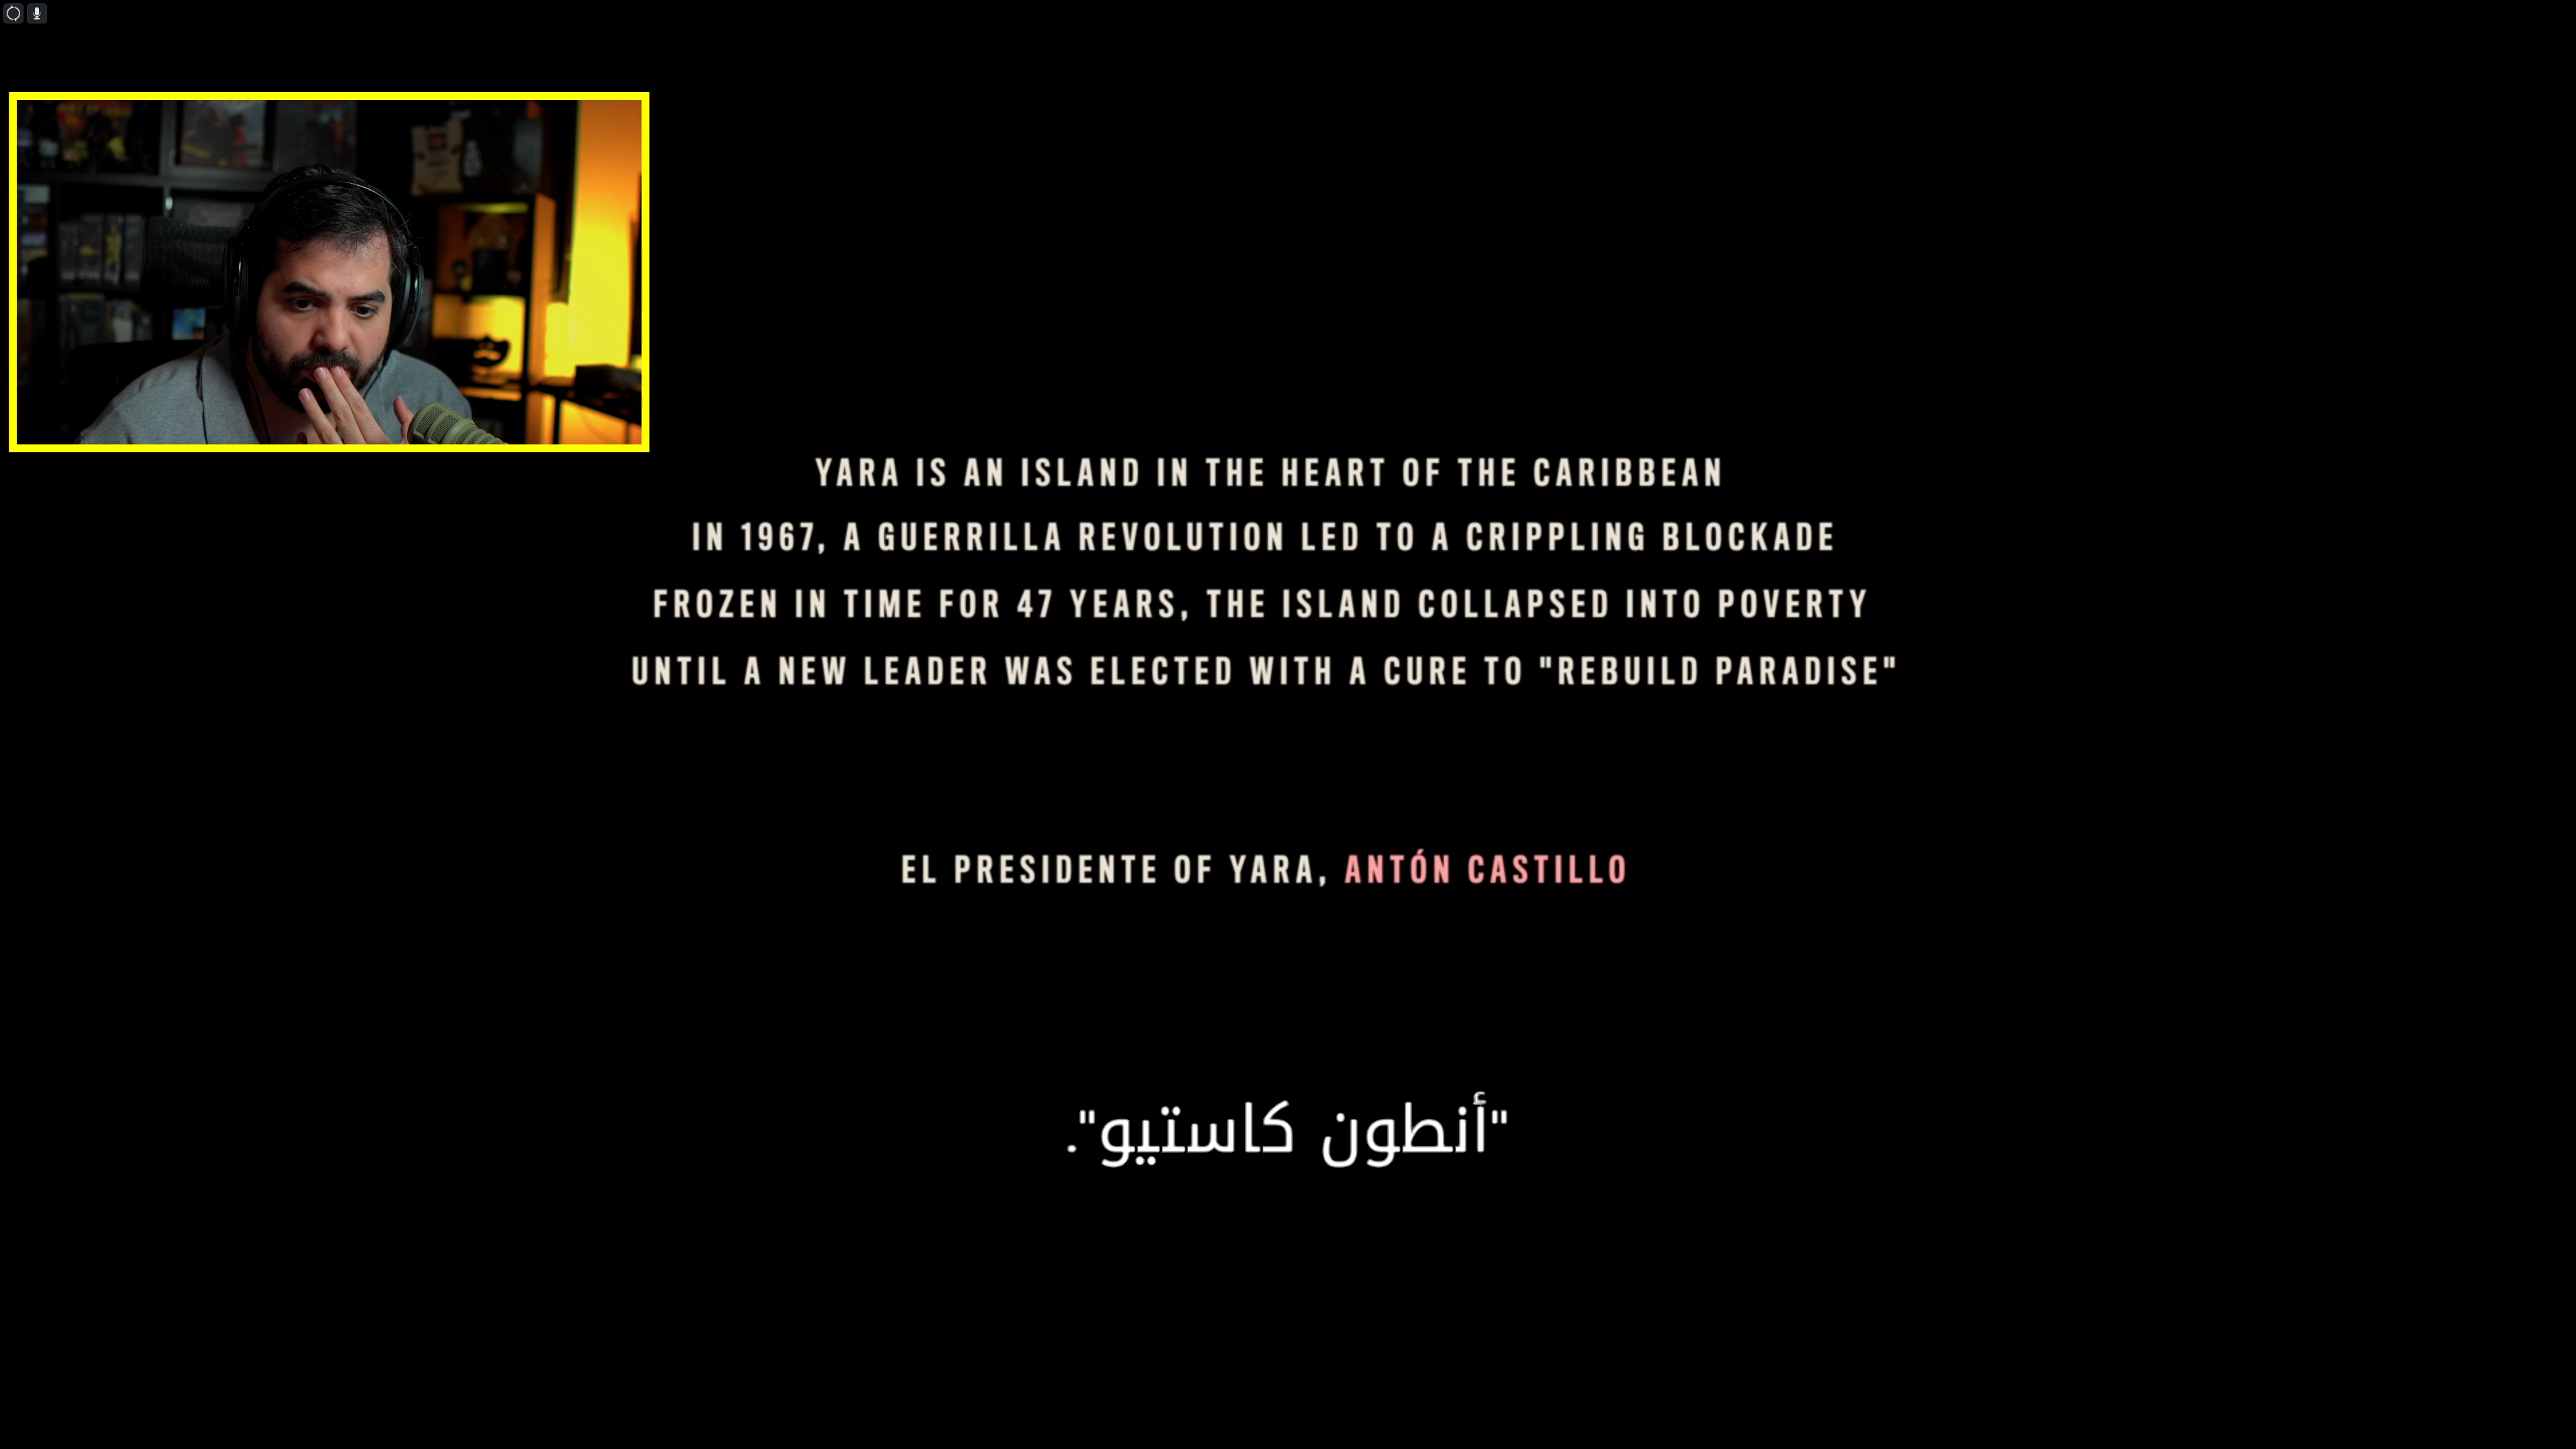 YARA IS AN ISLAND IN THE HEART OF THE CARIBBEAN
IN 1967, A GUERRILLA REVOLUTION LED TO A CRIPPLING BLOCKADE
FROZEN IN TIME FOR 47 YEARS, THE ISLAND COLLAPSED INTO POVERTY
UNTIL A NEW LEADER WAS ELECTED WITH A CURE TO "REBUILD PARADISE"
EL PRESIDENTE OF YARA, ANTÓN CASTILLO
"أنطون كاستيو".